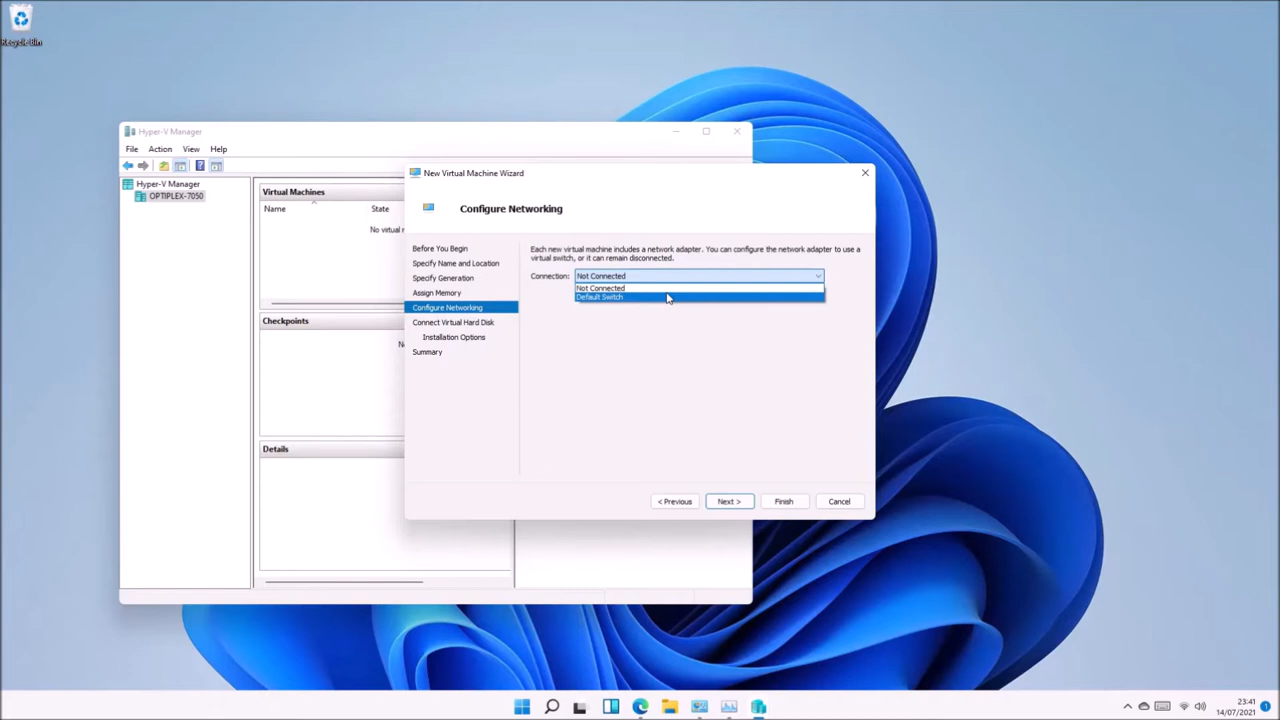 Recycle Bin
Hyper-V Manager
File Action View Help
Hyper-V Manager
OPTIPLEX-7050
Virtual Machines
Name State
No virtual
Checkpoints
Details
New Virtual Machine Wizard
Configure Networking
Before You Begin
Specify Name and Location
Specify Generation
Assign Memory
Configure Networking
Connect Virtual Hard Disk
Installation Options
Summary
Each new virtual machine includes a network adapter. You can configure the network adapter to use a
virtual switch, or it can remain disconnected.
Connection: Not Connected
Not Connected
Default Switch
< Previous Next > Finish Cancel
23:41
14/07/2021
1